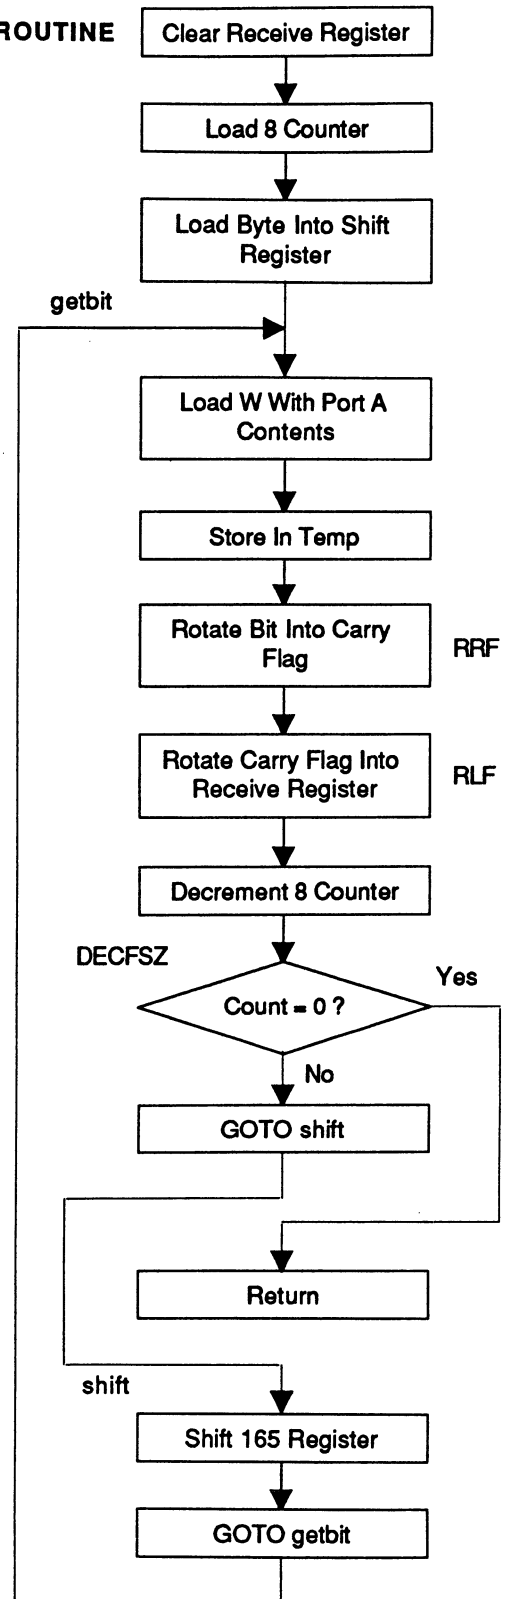 ROUTINE
Clear Receive Register
Load 8 Counter
Load Byte Into Shift
Register
getbit
Load W With Port A
Contents
Store In Temp
Rotate Bit Into Carry
Flag
RRF
Rotate Carry Flag Into
Receive Register
RLF
Decrement 8 Counter
DECFSZ
Yes
Count = 0 ?
No
GOTO shift
Return
shift
Shift 165 Register
GOTO getbit